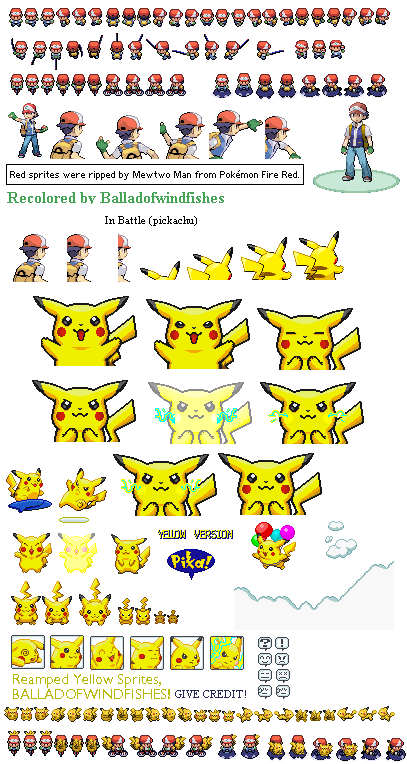 Red sprites were ripped by Mewtwo Man from Pokémon Fire Red.
Recolored by Balladofwindfishes
In Battle (pickachu)
YELLOW VERSION
Pika!
Reamped Yellow Sprites,
BALLADOFWINDFISHES! GIVE CREDIT!